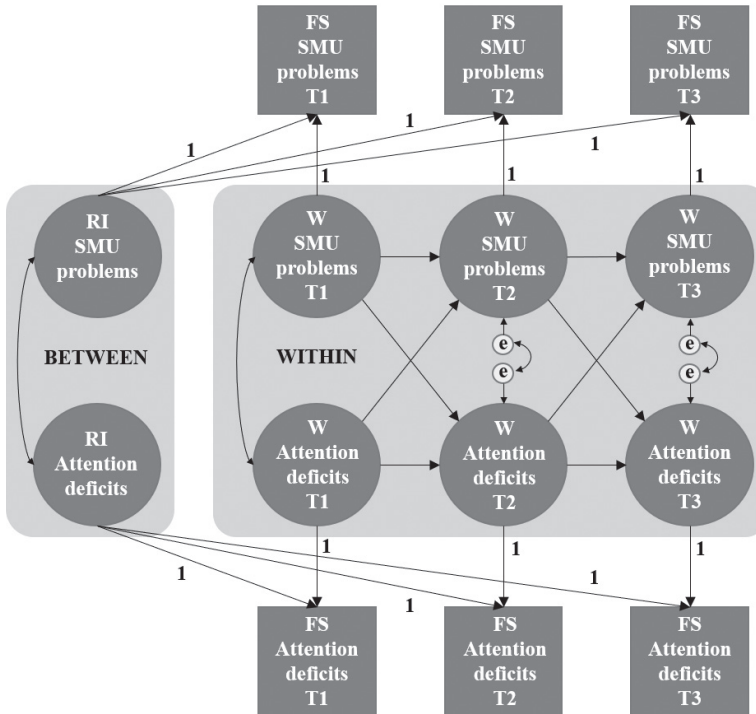 FS
SMU
problems
T1
FS
SMU
problems
T2
FS
SMU
problems
T3
1
1
1
1
1
1
RI
SMU
problems
W
SMU
problems
T1
W
SMU
problems
T2
W
SMU
problems
T3
BETWEEN
WITHIN
e
e
e
e
RI
Attention
deficits
W
Attention
deficits
T1
W
Attention
deficits
T2
W
Attention
deficits
T3
1
1
1
1
1
1
FS
Attention
deficits
T1
FS
Attention
deficits
T2
FS
Attention
deficits
T3